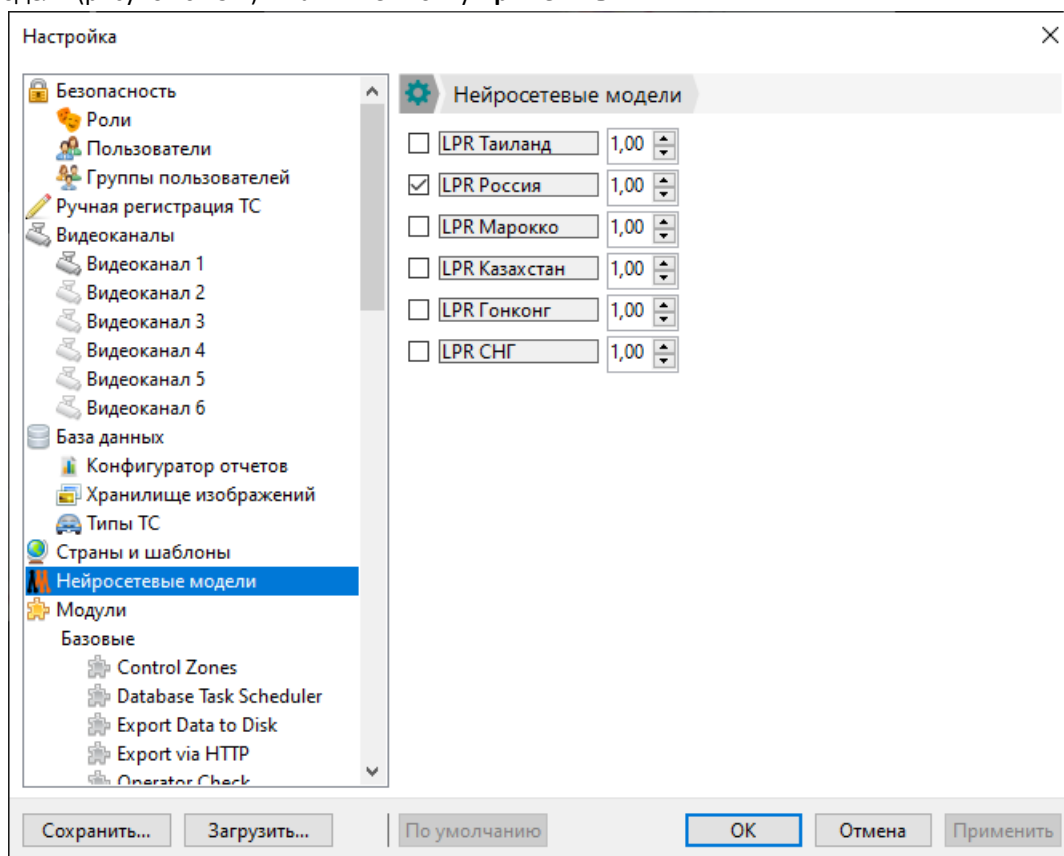 Настройка
Безопасность
Роли
Пользователи
Группы пользователей
Ручная регистрация ТС
Видеоканалы
Видеоканал 1
Видеоканал 2
Видеоканал 3
Видеоканал 4
Видеоканал 5
Видеоканал 6
База данных
Конфигуратор отчетов
Хранилище изображений
Типы ТС
Страны и шаблоны
Нейросетевые модели
Модули
Базовые
Control Zones
Database Task Scheduler
Export Data to Disk
Export via HTTP
Operator Check
Нейросетевые модели
LPR Таиланд 1,00
LPR Россия 1,00
LPR Марокко 1,00
LPR Казахстан 1,00
LPR Гонконг 1,00
LPR СНГ 1,00
Сохранить... Загрузить... По умолчанию ОК Отмена Применить